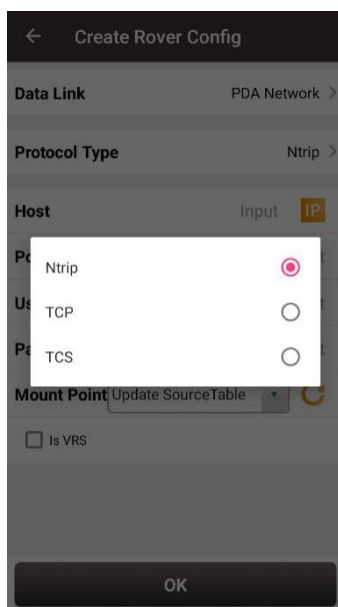 Create Rover Config
Data Link PDA Network
Protocol Type Ntrip
Host Input IP
Ntrip
TCP
TCS
Mount Point Update SourceTable
Is VRS
OK